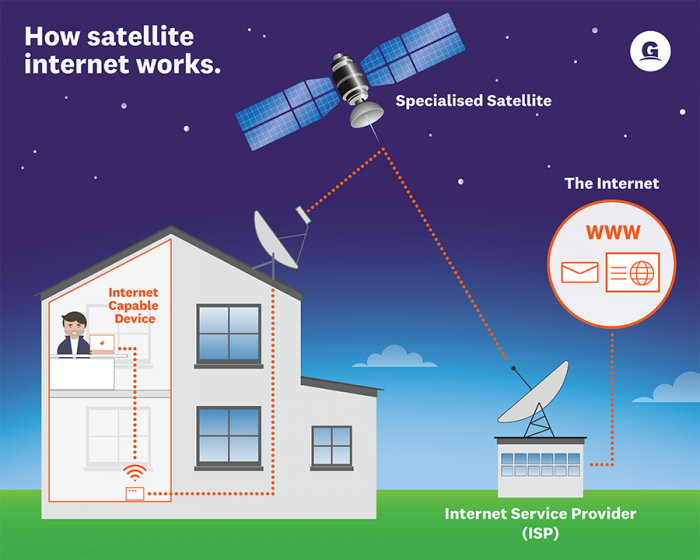 How satellite
internet works.
G
Specialised Satellite
The Internet
WWW
Internet
Capable
Device
Internet Service Provider
(ISP)